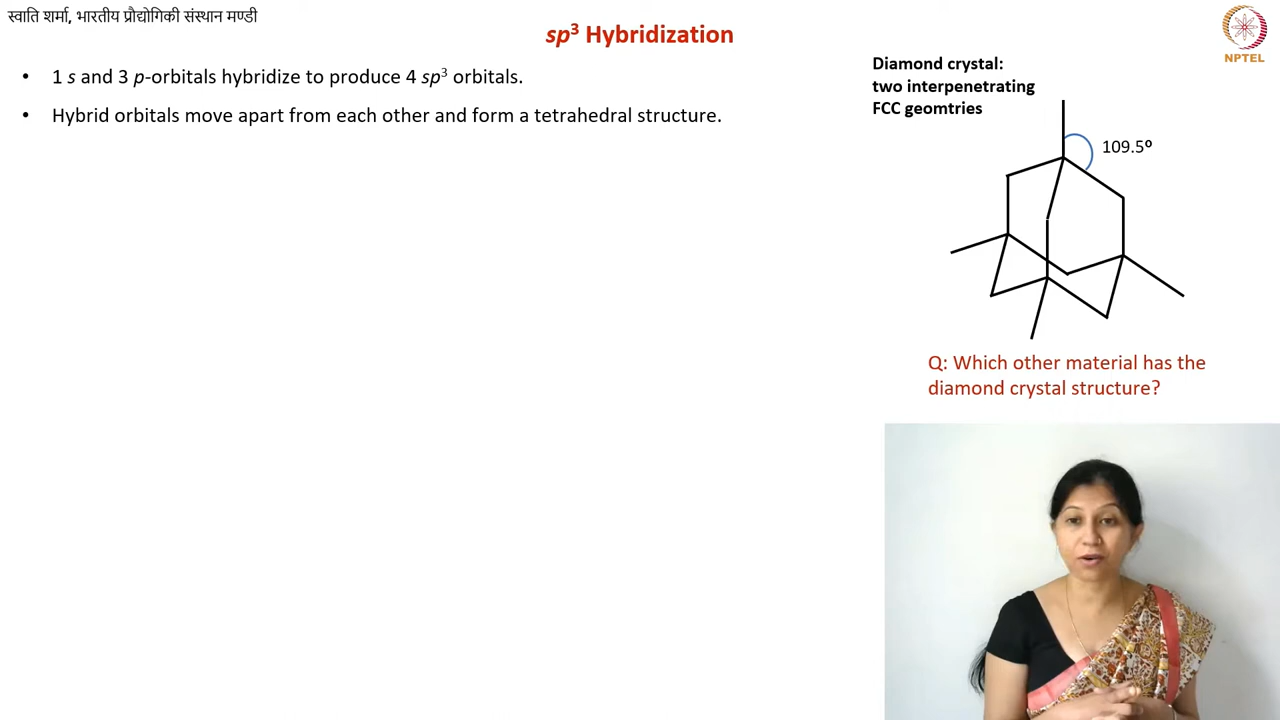 स्वाति शर्मा, भारतीय प्रौद्योगिकी संस्थान मण्डी
sp³ Hybridization
NPTEL
• 1 s and 3 p-orbitals hybridize to produce 4 sp³ orbitals.
• Hybrid orbitals move apart from each other and form a tetrahedral structure.
Diamond crystal:
two interpenetrating
FCC geomtries
109.5º
Q: Which other material has the
diamond crystal structure?